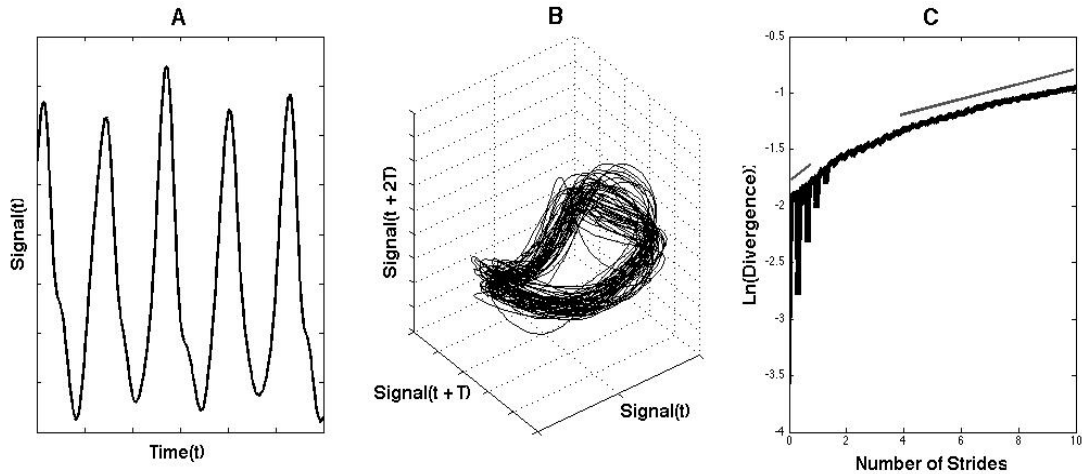 A
Signal(t)
Time(t)
B
Signal(t + 2T)
Signal(t + T)
Signal(t)
C
Ln(Divergence)
-0.5
-1
-1.5
-2
-2.5
-3
-3.5
-4
0
2
4
6
8
10
Number of Strides